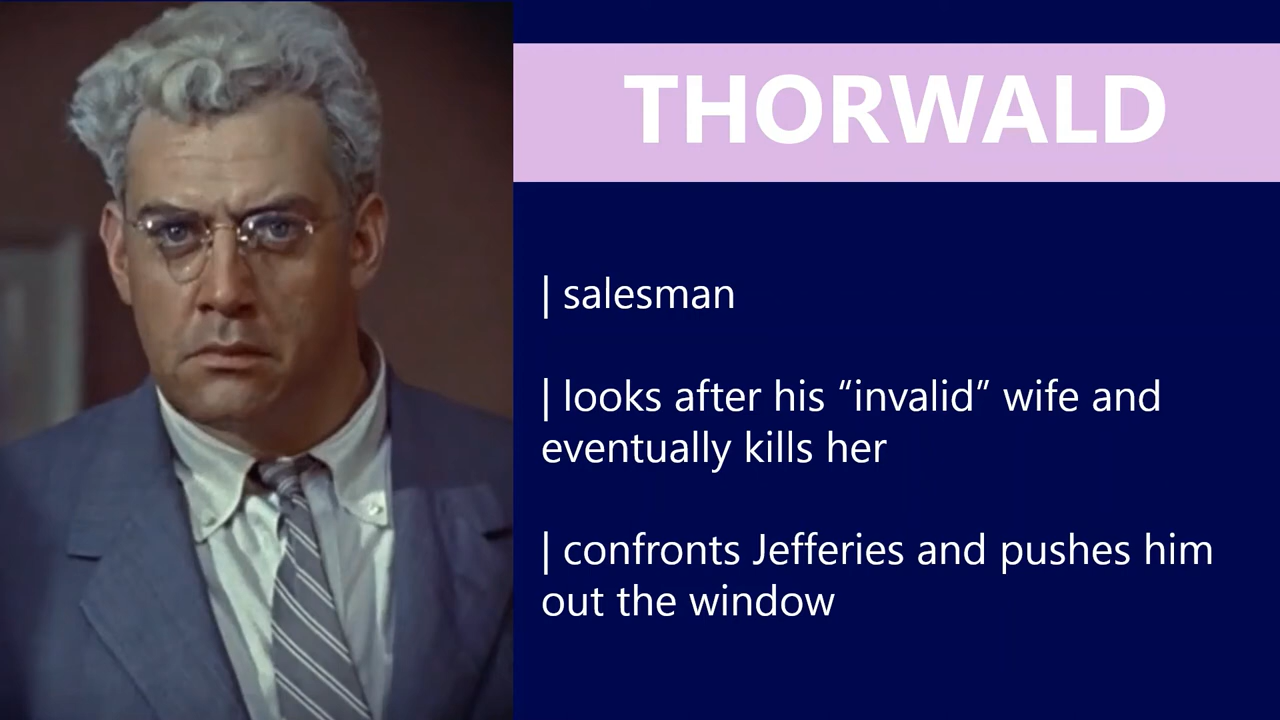 THORWALD
| salesman
| looks after his “invalid” wife and
eventually kills her
| confronts Jefferies and pushes him
out the window